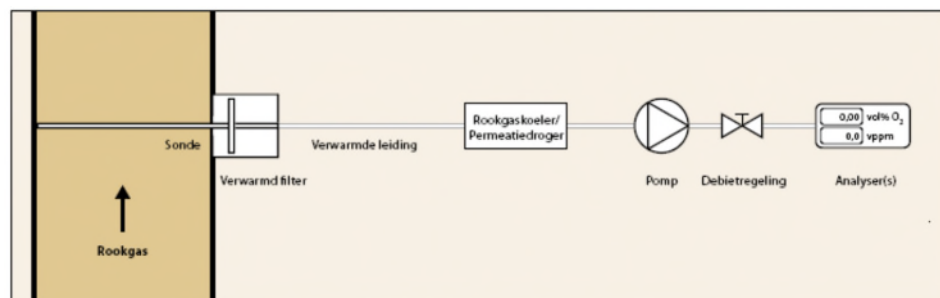 Rookgas
Sonde
Verwarmd filter
Verwarmde leiding
Rookgaskoeler/
Permeatiedroger
Pomp
Debietregeling
0,00 vol% O₂
0,0 vppm
Analyser(s)